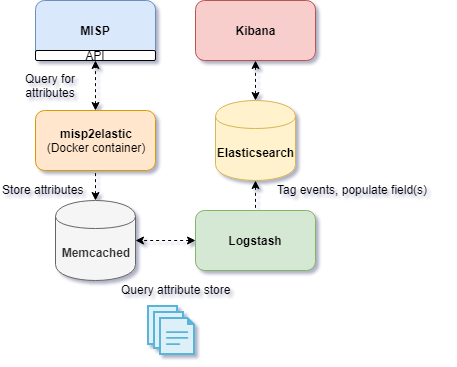 MISP
API
Kibana
Query for
attributes
misp2elastic
(Docker container)
Elasticsearch
Store attributes
Tag events, populate field(s)
Memcached
Logstash
Query attribute store